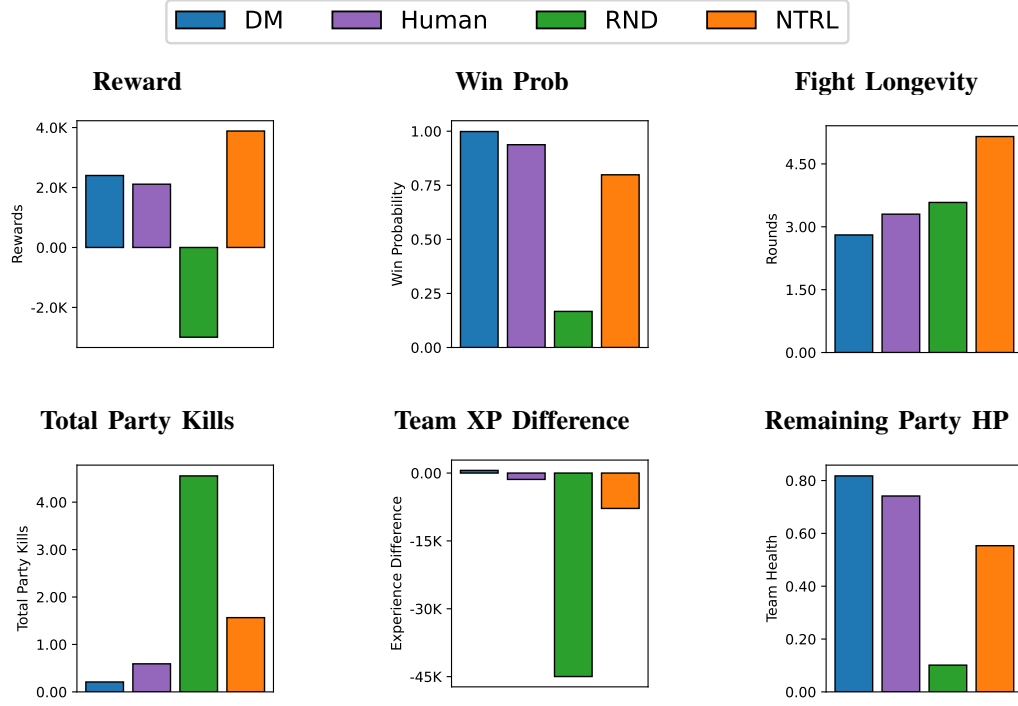 DM Human RND NTRL
Reward Win Prob Fight Longevity
Rewards
4.0K
2.0K
0.00
-2.0K
Win Probability
1.00
0.75
0.50
0.25
0.00
Rounds
4.50
3.00
1.50
0.00
Total Party Kills Team XP Difference Remaining Party HP
Total Party Kills
4.00
3.00
2.00
1.00
0.00
Experience Difference
0.00
-15K
-30K
-45K
Team Health
0.80
0.60
0.40
0.20
0.00